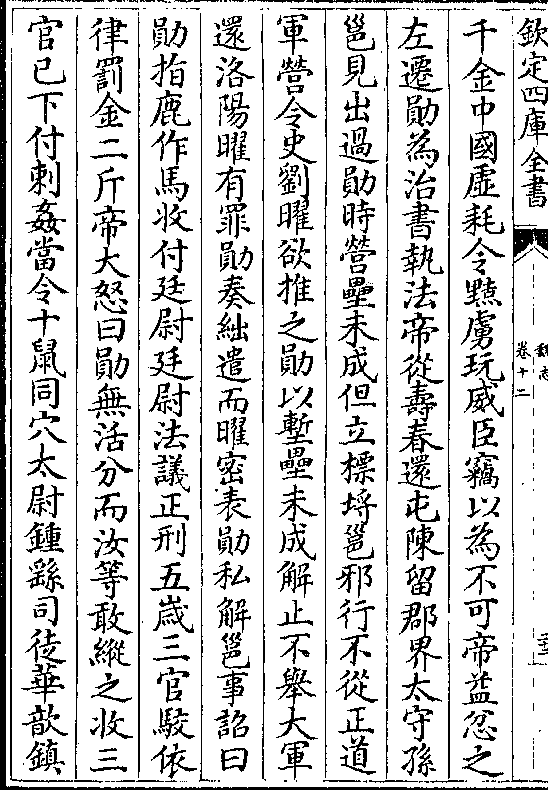 欽定四庫全書
魏志
卷十二
千金中國虛耗令黠虜玩威臣竊以為不可帝益忿之
左遷勛為治書執法帝從壽春還屯陳留郡界太守孫
邕見出過勛時營壘未成但立標埓邕邪行不從正道
軍營令史劉曜欲推之勛以塹壘未成解止不舉大軍
還洛陽曜有罪勛奏絀遣而曜密表勛私解邕事詔曰
勛指鹿作馬收付廷尉廷尉法議正刑五歲三官駮依
律罰金二斤帝大怒曰勛無活分而汝等敢縱之收三
官已下付刺姦當令十鼠同穴太尉鍾繇司徒華歆鎮